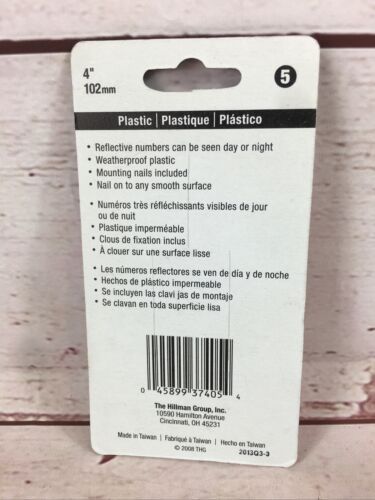 4"
102mm
5
Plastic | Plastique | Plástico
• Reflective numbers can be seen day or night
• Weatherproof plastic
• Mounting nails included
• Nail on to any smooth surface
• Numéros très réfléchissants visibles de jour
ou de nuit
• Plastique imperméable
• Clous de fixation inclus
• À clouer sur une surface lisse
• Les números reflectores se ven de día y de noche
• Hechos de plástico impermeable
• Se incluyen las clavi jas de montaje
• Se clavan en toda superficie lisa
0 45899 37405 4
The Hillman Group, Inc.
10590 Hamilton Avenue
Cincinnati, OH 45231
Made in Taiwan | Fabriqué à Taiwan | Hecho en Taiwan
© 2008 THG
2013Q3-3